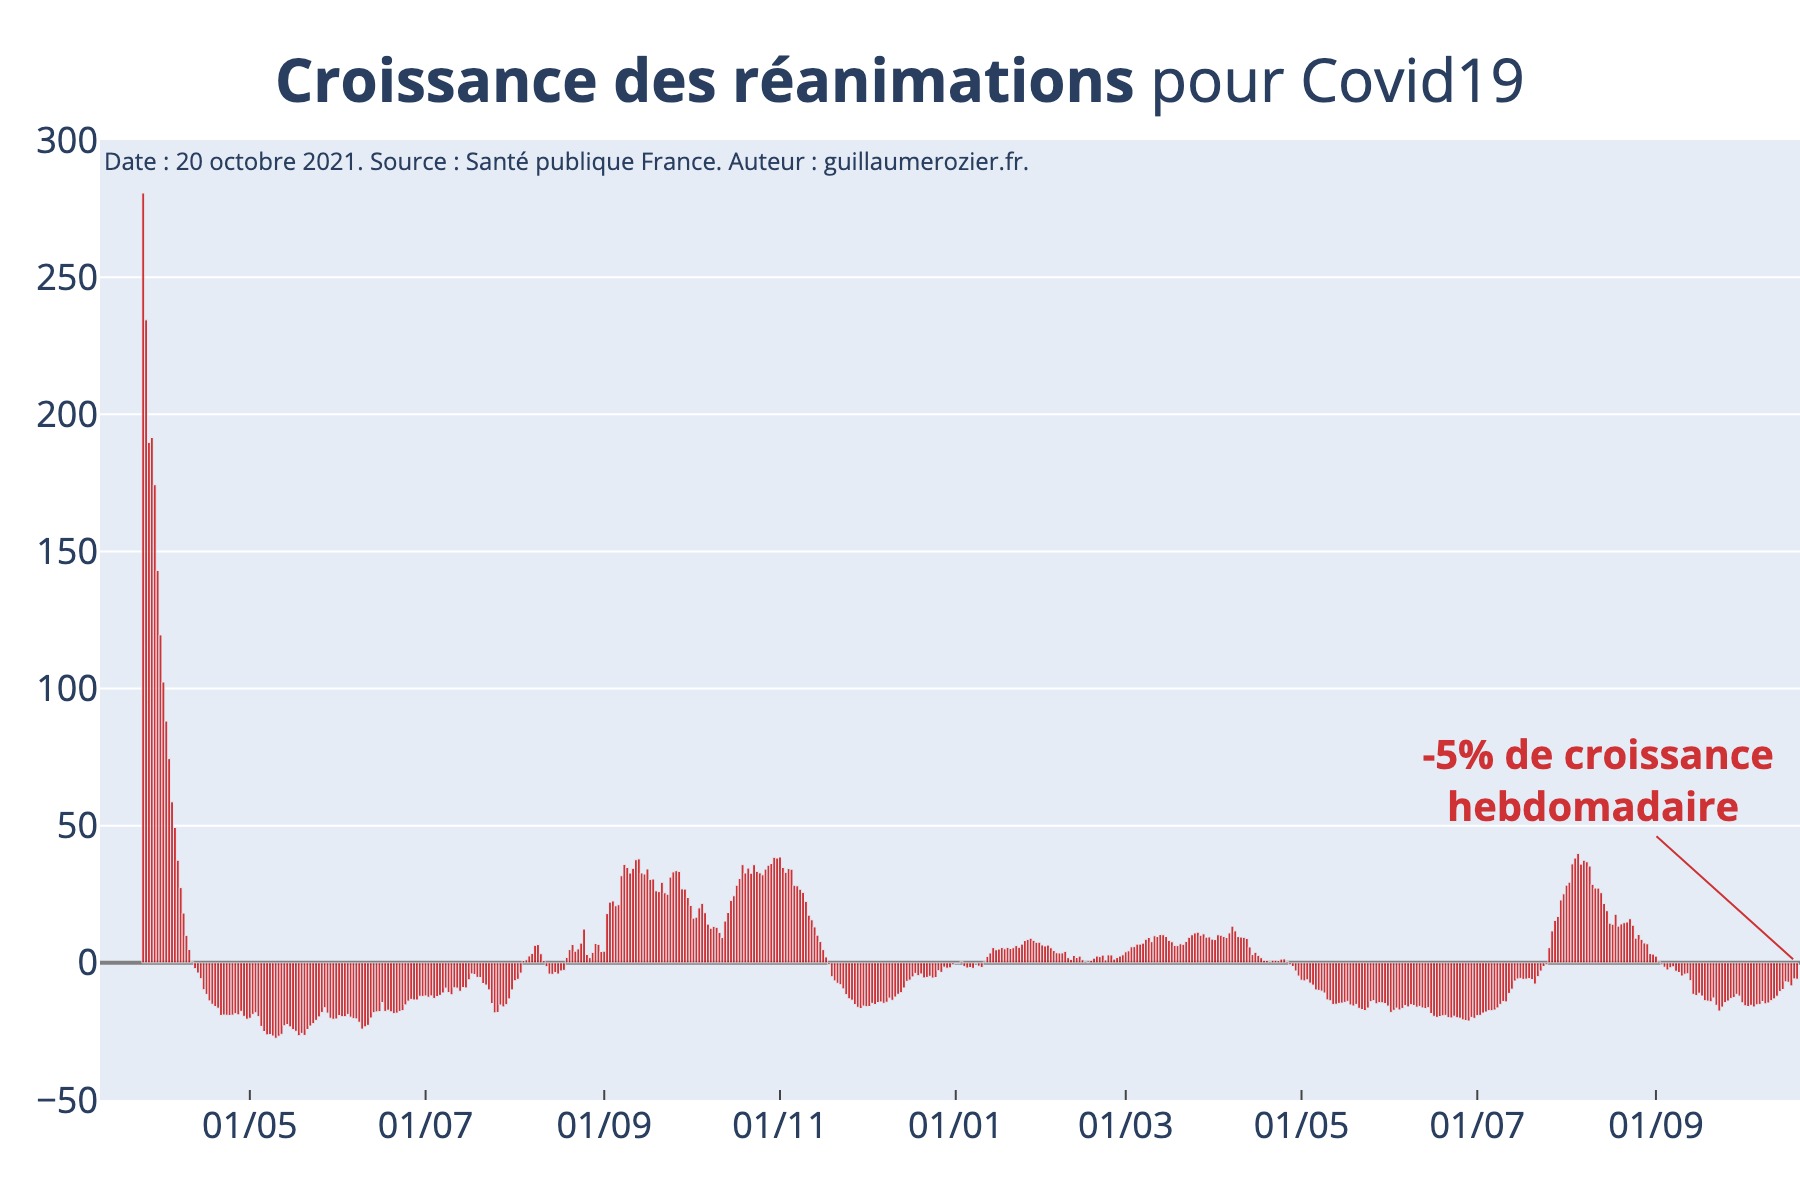 Croissance des réanimations pour Covid19
300
Date : 20 octobre 2021. Source : Santé publique France. Auteur : guillaumerozier.fr.
250
200
150
100
-5% de croissance
hebdomadaire
50
0
−50
01/05 01/07 01/09 01/11 01/01 01/03 01/05 01/07 01/09